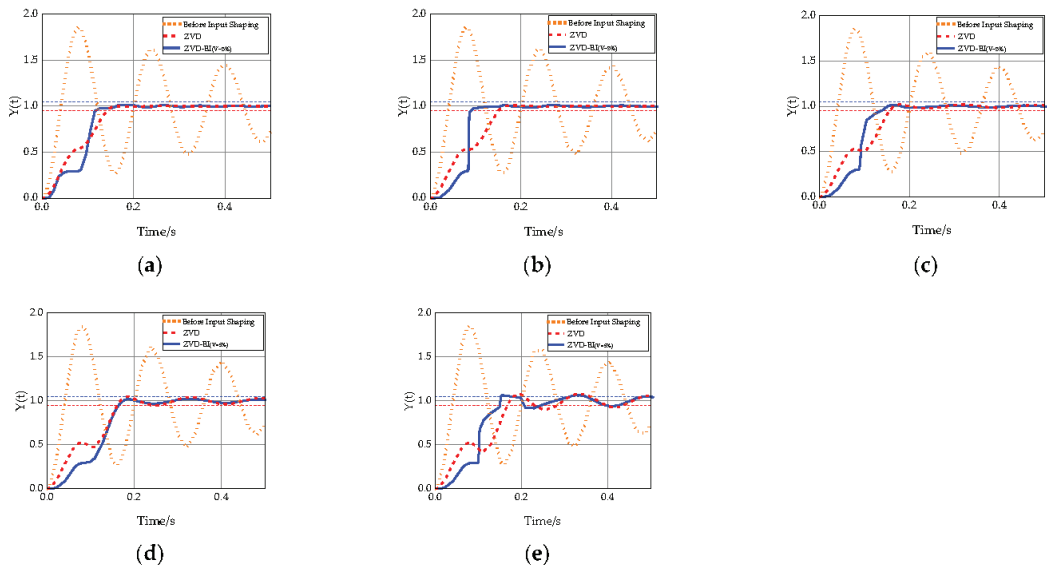 2.0
1.5
1.0
0.5
0.0
Y(t)
Before Input Shaping
ZVD
ZVD-EI(V=5%)
0.0 0.2 0.4
Time/s
(a)
2.0
1.5
1.0
0.5
0.0
Y(t)
Before Input Shaping
ZVD
ZVD-EI(V=5%)
0.0 0.2 0.4
Time/s
(b)
2.0
1.5
1.0
0.5
0.0
Y(t)
Before Input Shaping
ZVD
ZVD-EI(V=5%)
0.0 0.2 0.4
Time/s
(c)
2.0
1.5
1.0
0.5
0.0
Y(t)
Before Input Shaping
ZVD
ZVD-EI(V=5%)
0.0 0.2 0.4
Time/s
(d)
2.0
1.5
1.0
0.5
0.0
Y(t)
Before Input Shaping
ZVD
ZVD-EI(V=5%)
0.0 0.2 0.4
Time/s
(e)